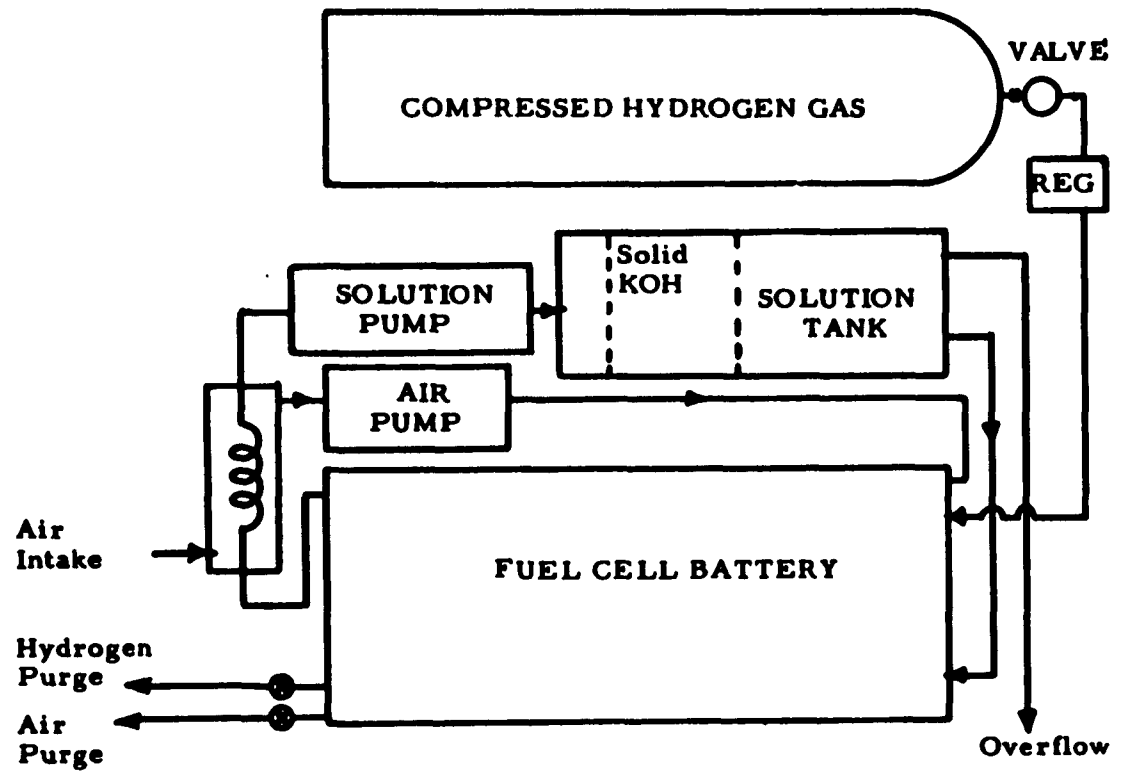 VALVE
COMPRESSED HYDROGEN GAS
REG
Solid
KOH
SOLUTION
PUMP
SOLUTION
TANK
AIR
PUMP
Air
Intake
FUEL CELL BATTERY
Hydrogen
Purge
Air
Purge
Overflow